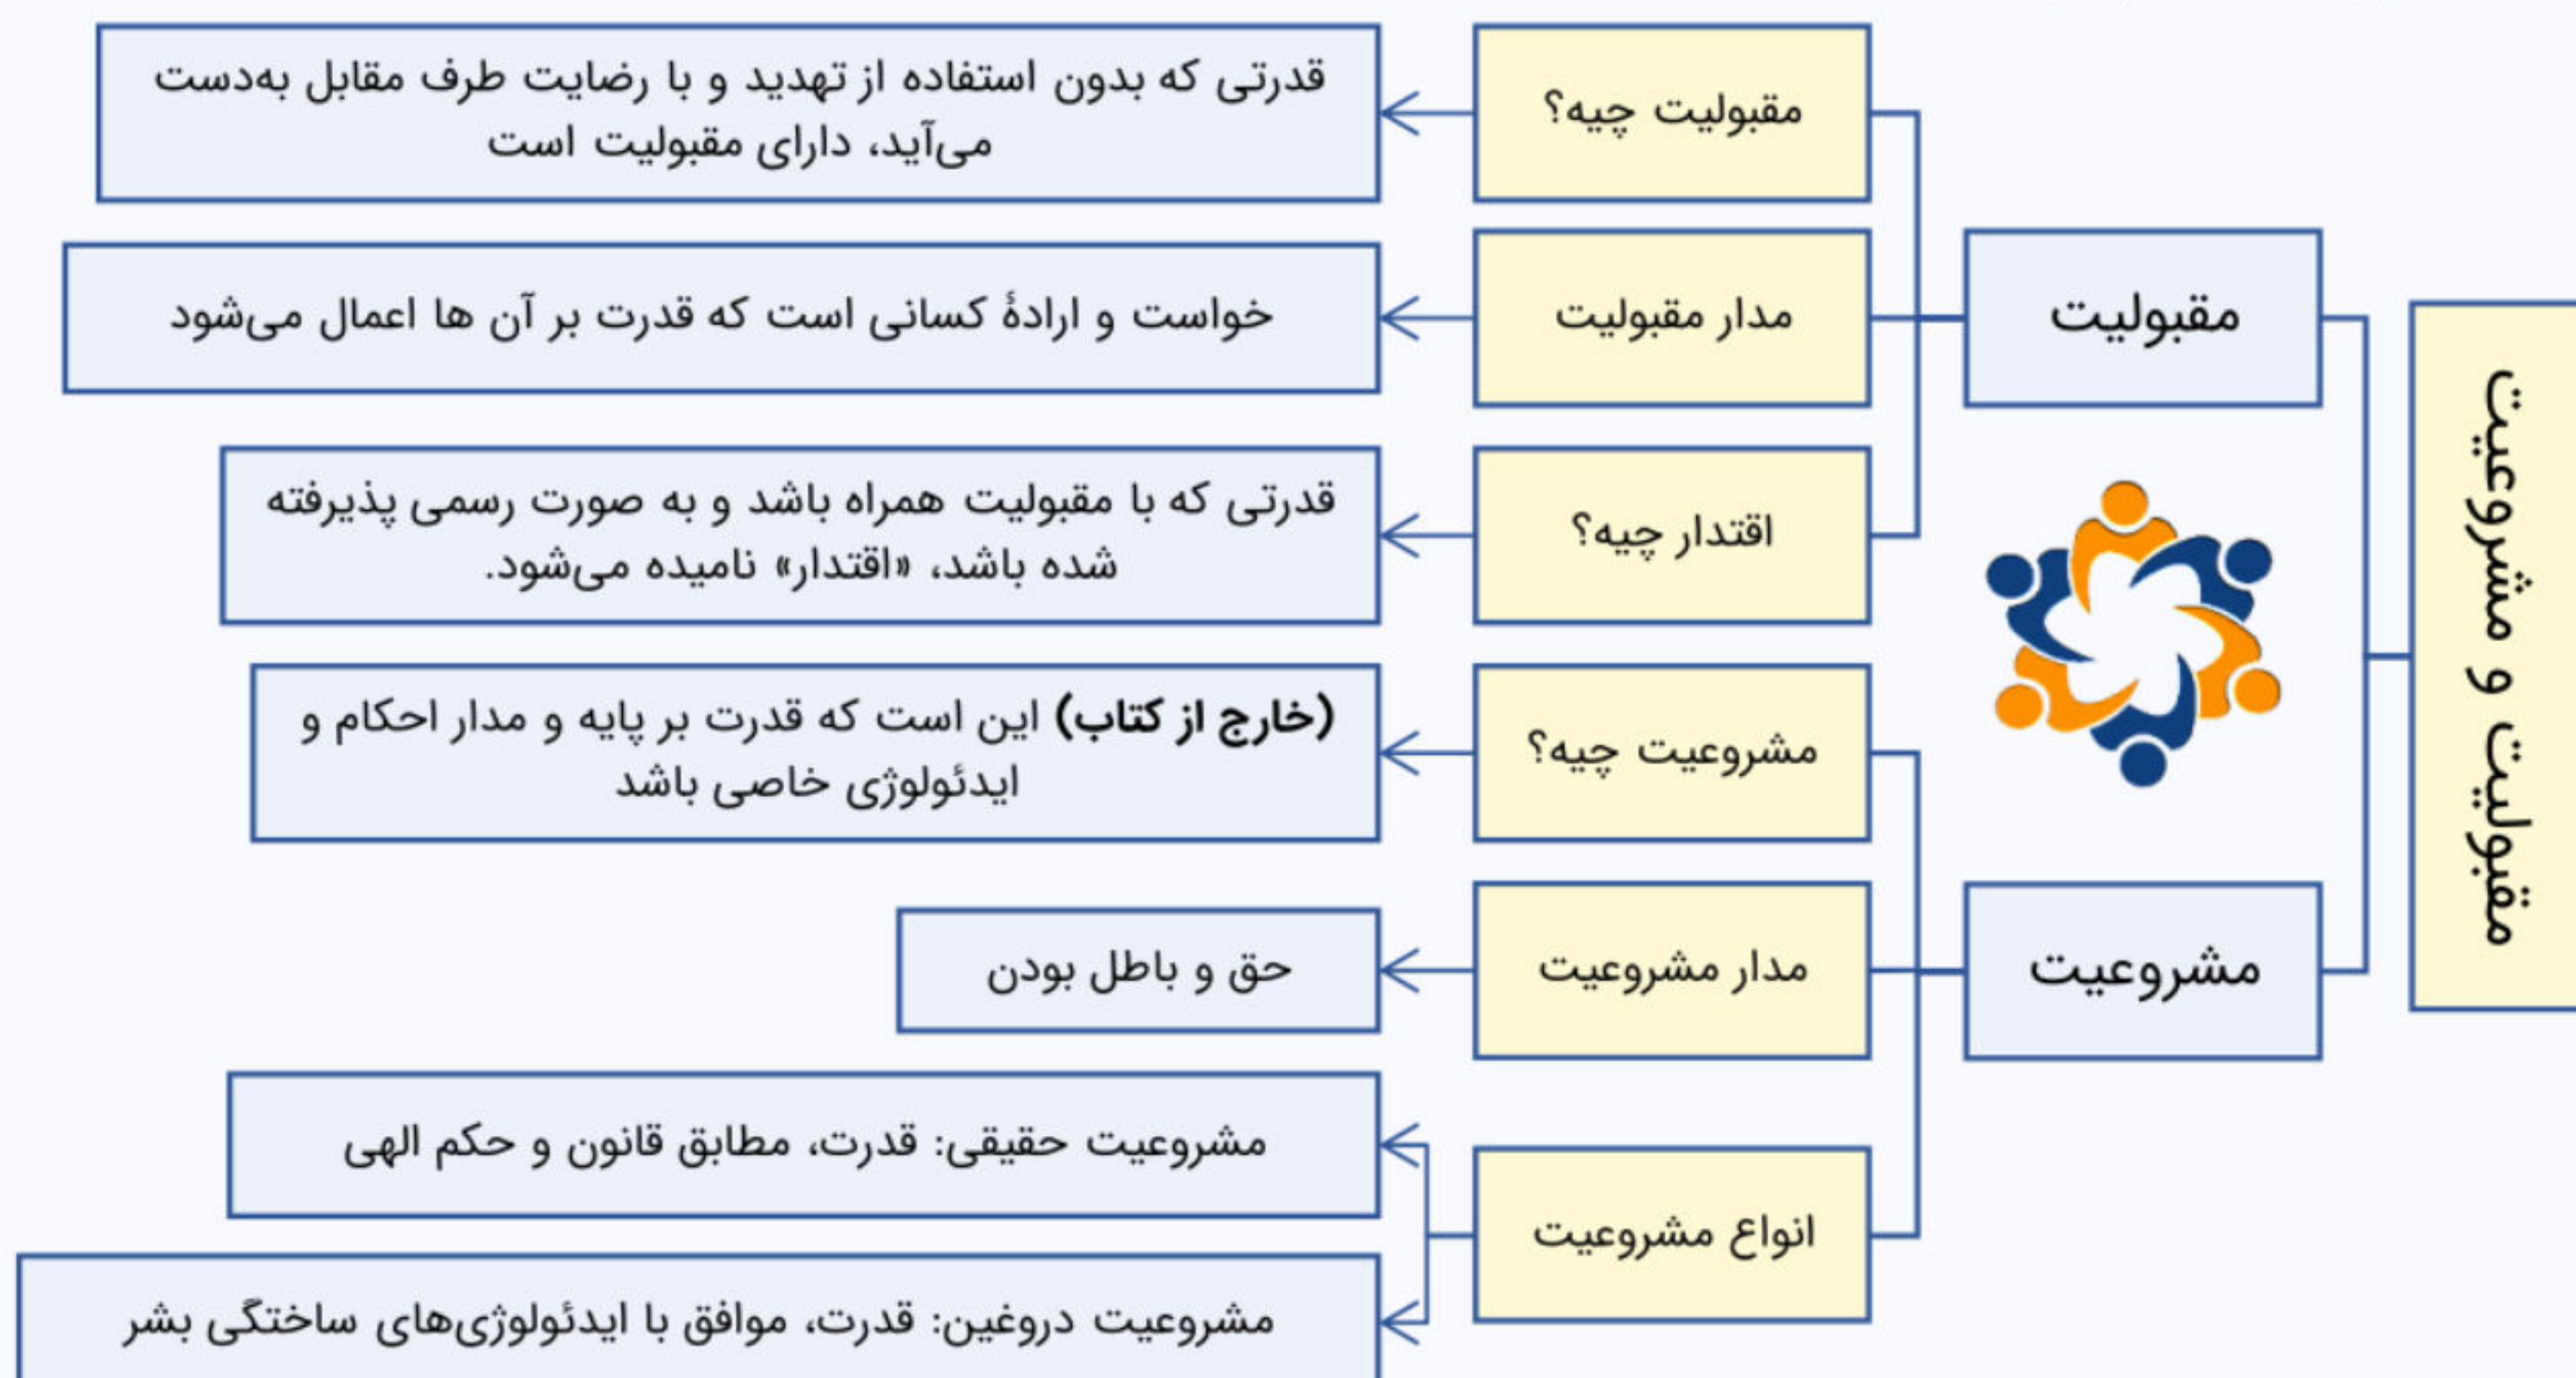 مقبولیت و مشروعیت
مقبولیت
مقبولیت چیه؟
قدرتی که بدون استفاده از تهدید و با رضایت طرف مقابل به‌دست
می‌آید، دارای مقبولیت است
مدار مقبولیت
خواست و ارادهٔ کسانی است که قدرت بر آن ها اعمال می‌شود
اقتدار چیه؟
قدرتی که با مقبولیت همراه باشد و به صورت رسمی پذیرفته
شده باشد، «اقتدار» نامیده می‌شود.
مشروعیت
مشروعیت چیه؟
(خارج از کتاب) این است که قدرت بر پایه و مدار احکام و
ایدئولوژی خاصی باشد
مدار مشروعیت
حق و باطل بودن
انواع مشروعیت
مشروعیت حقیقی: قدرت، مطابق قانون و حکم الهی
مشروعیت دروغین: قدرت، موافق با ایدئولوژی‌های ساختگی بشر